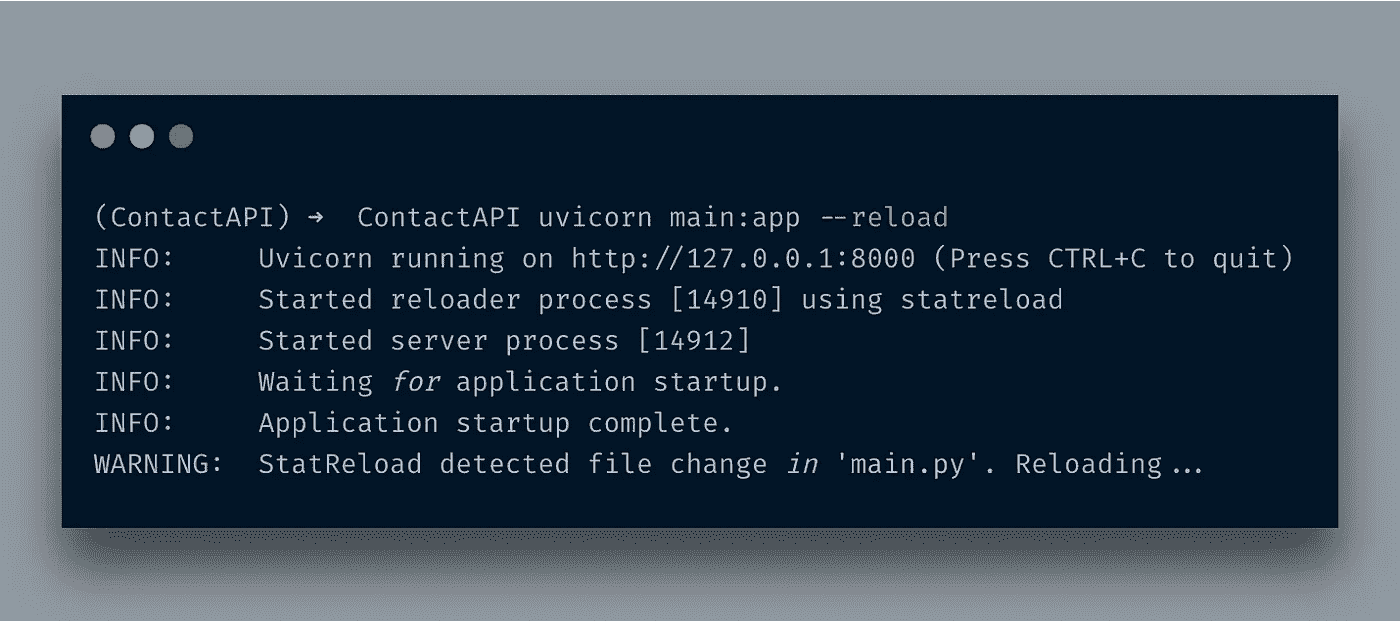 (ContactAPI) ➜  ContactAPI uvicorn main:app --reload
INFO:     Uvicorn running on http://127.0.0.1:8000 (Press CTRL+C to quit)
INFO:     Started reloader process [14910] using statreload
INFO:     Started server process [14912]
INFO:     Waiting for application startup.
INFO:     Application startup complete.
WARNING:  StatReload detected file change in 'main.py'. Reloading...